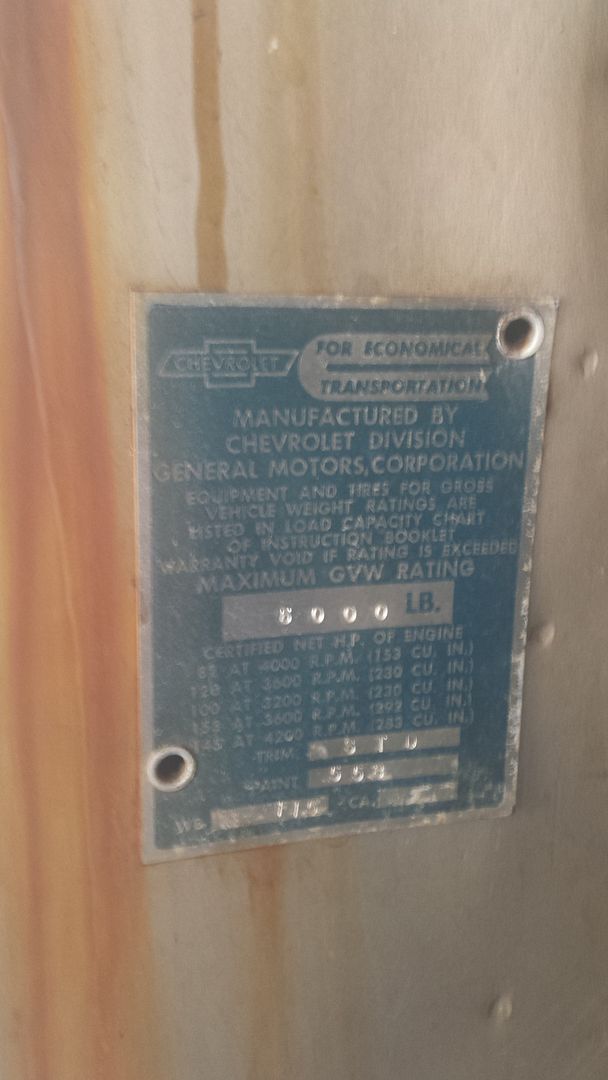 CHEVROLET
FOR ECONOMICAL
TRANSPORTATION
MANUFACTURED BY
CHEVROLET DIVISION
GENERAL MOTORS CORPORATION
EQUIPMENT AND TIRES FOR GROSS
VEHICLE WEIGHT RATINGS ARE
LISTED IN LOAD CAPACITY CHART
OF INSTRUCTION BOOKLET
WARRANTY VOID IF RATING IS EXCEEDED
MAXIMUM GVW RATING
LB.
CERTIFIED NET H.P. OF ENGINE
82 AT 4000 R.P.M. (153 CU. IN.)
120 AT 3600 R.P.M. (230 CU. IN.)
100 AT 3200 R.P.M. (230 CU. IN.)
153 AT 3600 R.P.M. (292 CU. IN.)
145 AT 4200 R.P.M. (283 CU. IN.)
TRIM STD
PAINT
WB 115 CA.